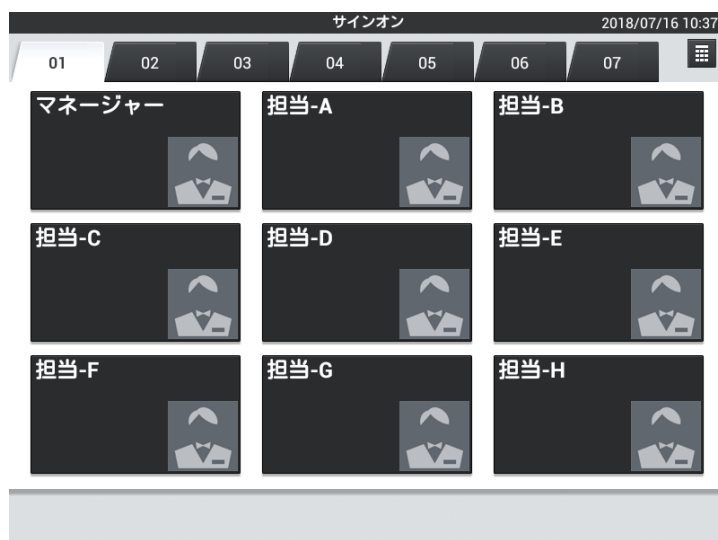 サインオン 2018/07/16 10:37
01 02 03 04 05 06 07
マネージャー 担当-A 担当-B
担当-C 担当-D 担当-E
担当-F 担当-G 担当-H